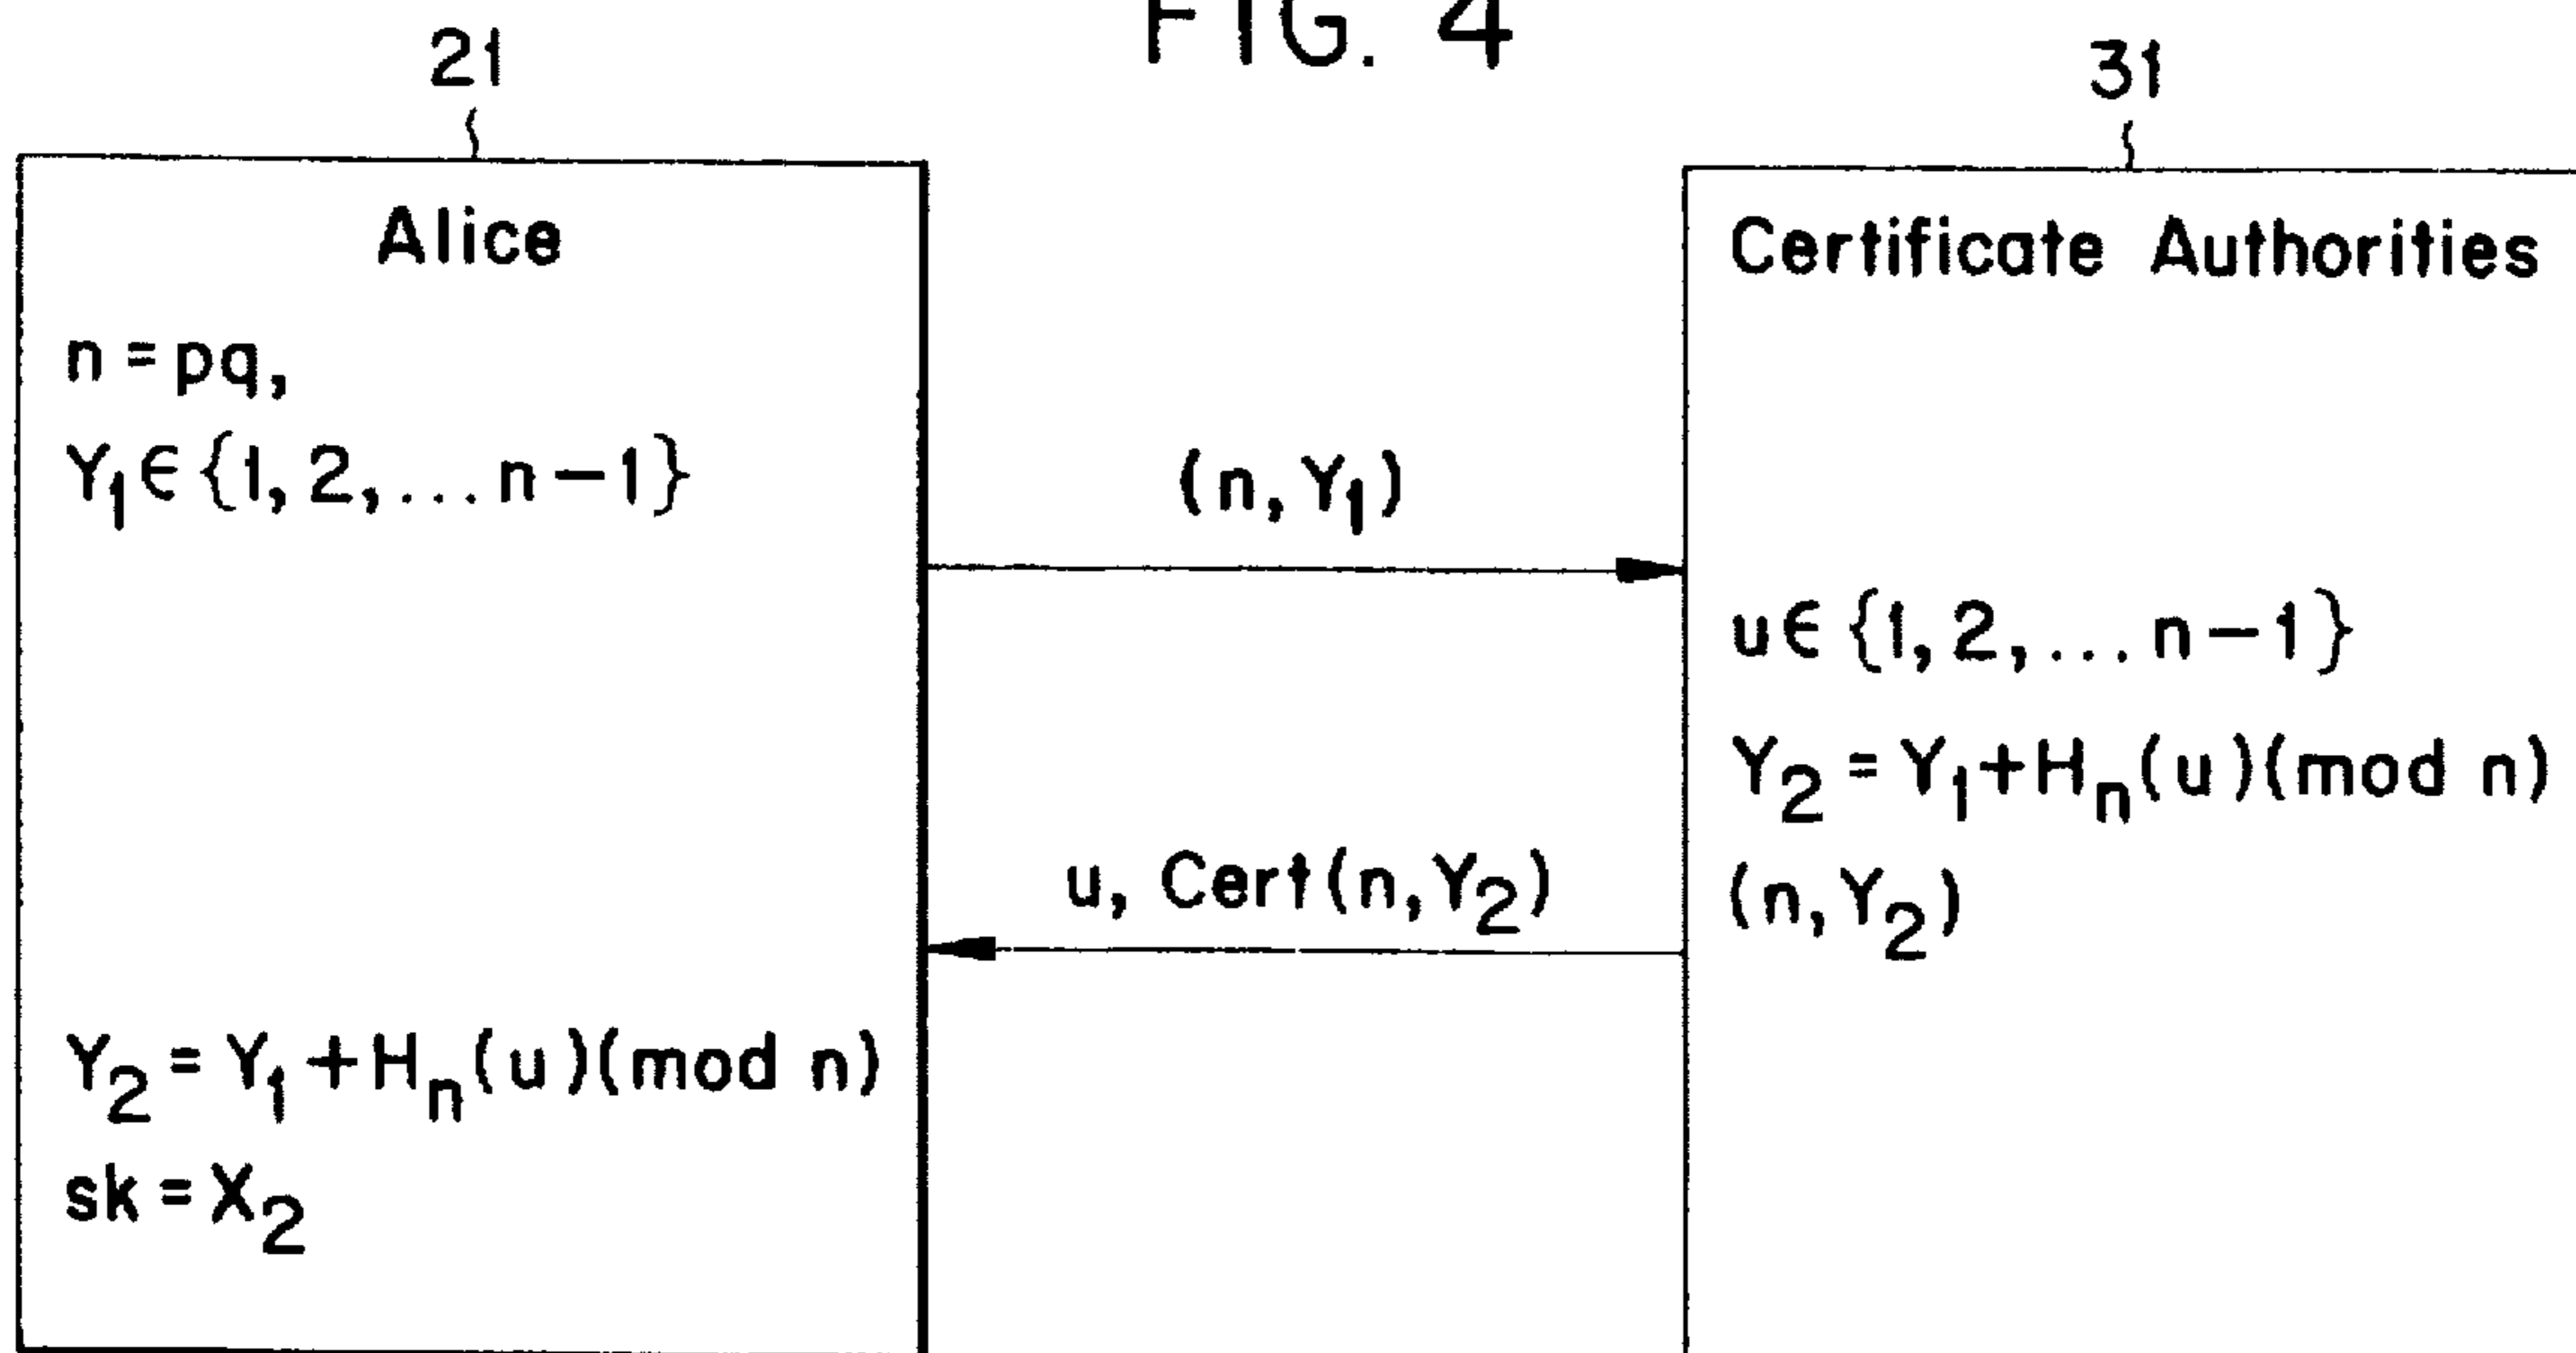 FIG. 4
21
31
Alice
n = pq,
Y₁ ∈ {1, 2, ... n − 1}
(n, Y₁)
Certificate Authorities
u ∈ {1, 2, ... n − 1}
Y₂ = Y₁ + Hₙ(u)(mod n)
(n, Y₂)
u, Cert(n, Y₂)
Y₂ = Y₁ + Hₙ(u)(mod n)
sk = X₂